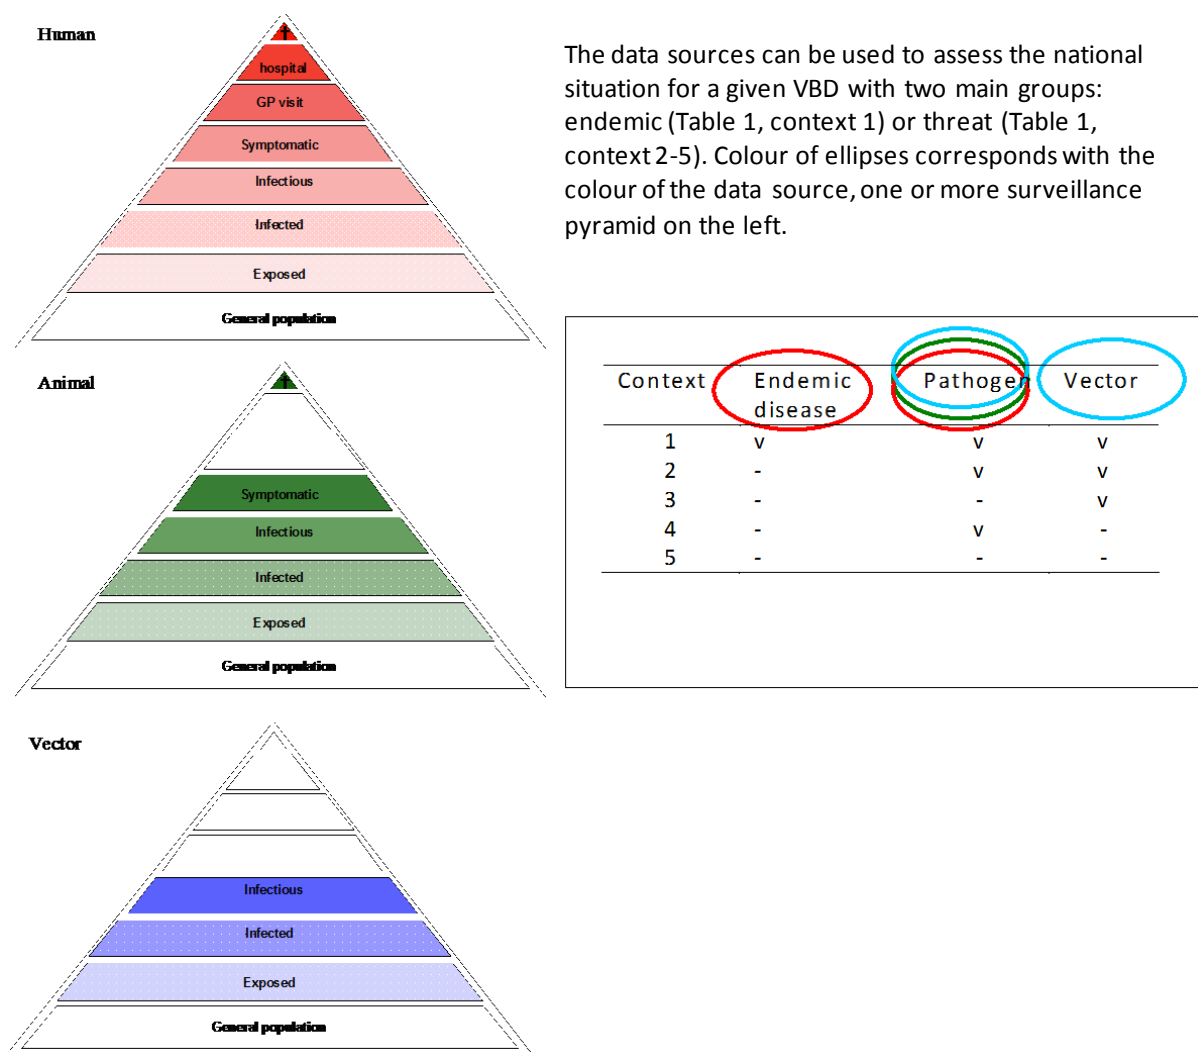 Human
hospital
GP visit
Symptomatic
Infectious
Infected
Exposed
General population
The data sources can be used to assess the national
situation for a given VBD with two main groups:
endemic (Table 1, context 1) or threat (Table 1,
context 2-5). Colour of ellipses corresponds with the
colour of the data source, one or more surveillance
pyramid on the left.
Animal
Symptomatic
Infectious
Infected
Exposed
General population
Context Endemic disease Pathogen Vector
1 v v v
2 - v v
3 - - v
4 - v -
5 - - -
Vector
Infectious
Infected
Exposed
General population